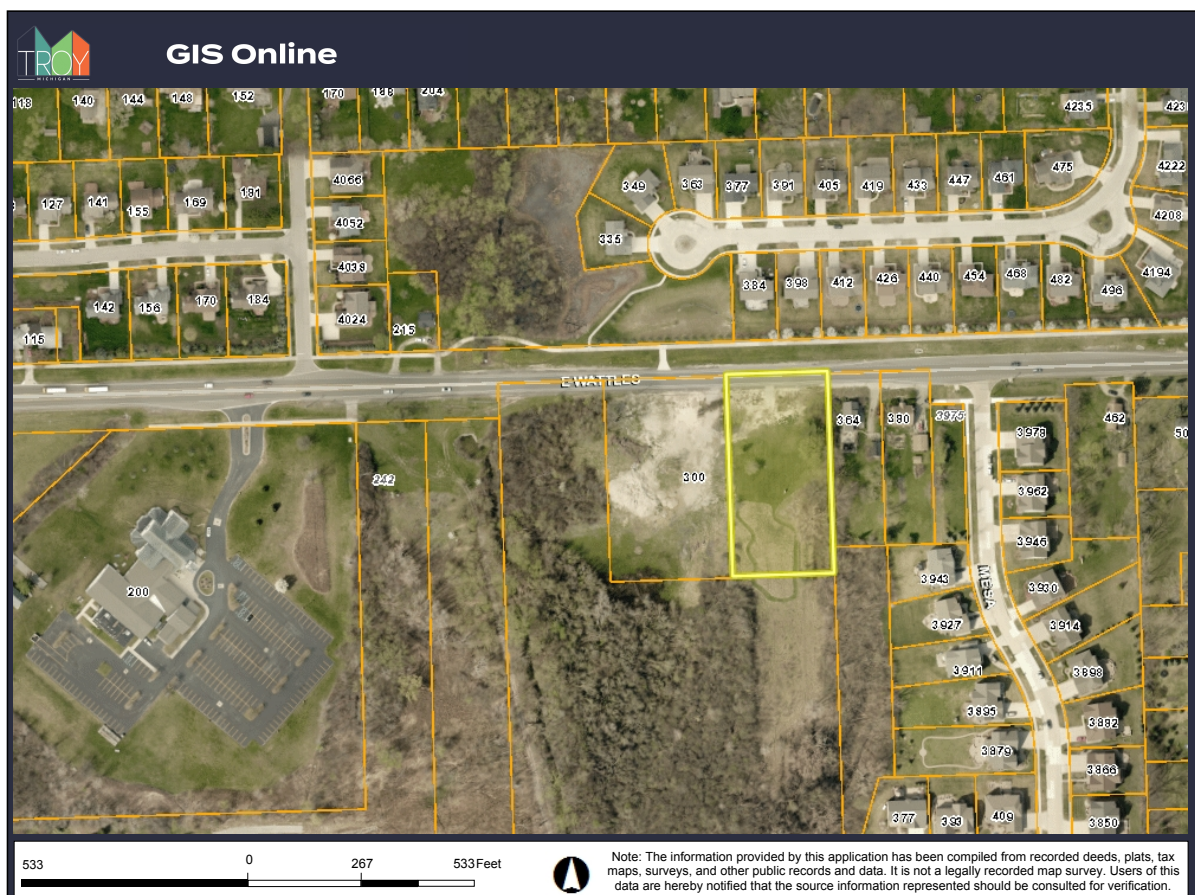 TROY
MICHIGAN
GIS Online
118 140 144 148 152 170 186 204 4235 423
127 141 155 169 181 4066 349 363 377 391 405 419 433 447 461 475 4222
4052 335 4208
4038 384 398 412 426 440 454 468 482 496 4194
142 156 170 184 4024 215
115
E WATTLES
364 380 3975 3978 462 50
242 300 3962
3946
200 3943 3930
MESA
3927 3914
3911 3898
3895 3882
3879 3866
377 393 409 3850
533 0 267 533Feet
Note: The information provided by this application has been compiled from recorded deeds, plats, tax
maps, surveys, and other public records and data. It is not a legally recorded map survey. Users of this
data are hereby notified that the source information represented should be consulted for verification.